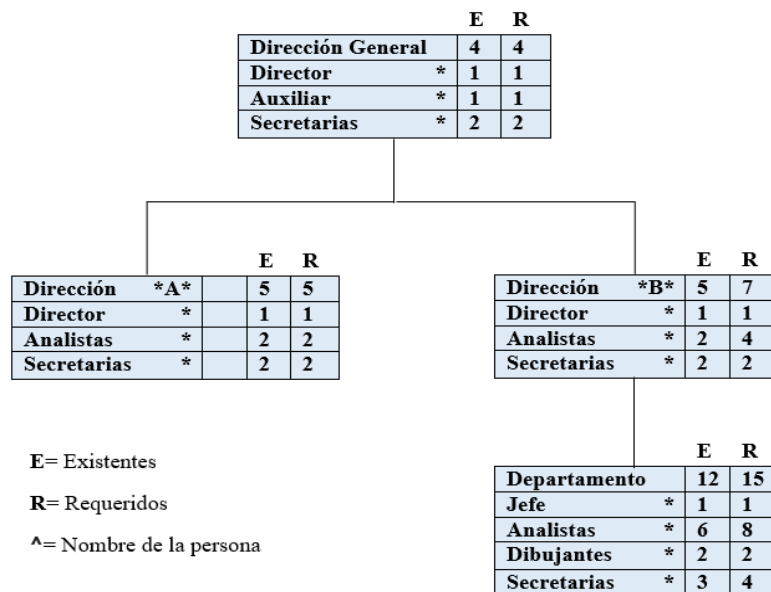 E R
Dirección General 4 4
Director * 1 1
Auxiliar * 1 1
Secretarias * 2 2
E R
Dirección *A* 5 5
Director * 1 1
Analistas * 2 2
Secretarias * 2 2
E R
Dirección *B* 5 7
Director * 1 1
Analistas * 2 4
Secretarias * 2 2
E= Existentes
R= Requeridos
^= Nombre de la persona
E R
Departamento 12 15
Jefe * 1 1
Analistas * 6 8
Dibujantes * 2 2
Secretarias * 3 4